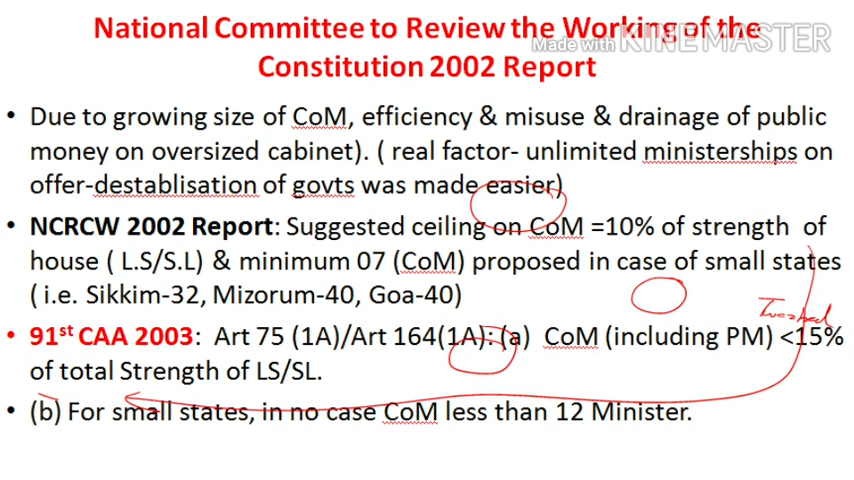 National Committee to Review the Working of the
Made with KINEMASTER
Constitution 2002 Report
• Due to growing size of CoM, efficiency & misuse & drainage of public
money on oversized cabinet). ( real factor- unlimited ministerships on
offer-destablisation of govts was made easier)
• NCRCW 2002 Report: Suggested ceiling on CoM =10% of strength of
house ( L.S/S.L) & minimum 07 (CoM) proposed in case of small states
( i.e. Sikkim-32, Mizorum-40, Goa-40)
• 91st CAA 2003: Art 75 (1A)/Art 164(1A): (a) CoM (including PM) <15%
of total Strength of LS/SL.
• (b) For small states, in no case CoM less than 12 Minister.